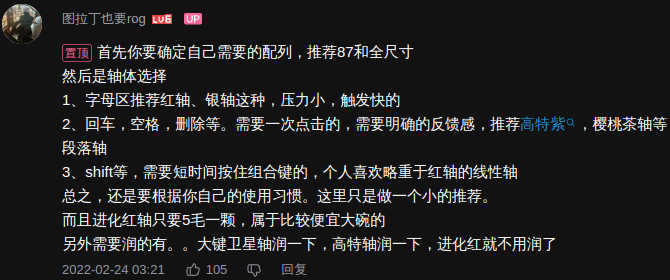 图拉丁也要rog LV6 UP
置顶 首先你要确定自己需要的配列，推荐87和全尺寸
然后是轴体选择
1、字母区推荐红轴、银轴这种，压力小，触发快的
2、回车，空格，删除等。需要一次点击的，需要明确的反馈感，推荐高特紫，樱桃茶轴等
段落轴
3、shift等，需要短时间按住组合键的，个人喜欢略重于红轴的线性轴
总之，还是要根据你自己的使用习惯。这里只是做一个小的推荐。
而且进化红轴只要5毛一颗，属于比较便宜大碗的
另外需要润的有。。大键卫星轴润一下，高特轴润一下，进化红就不用润了
2022-02-24 03:21 105 回复